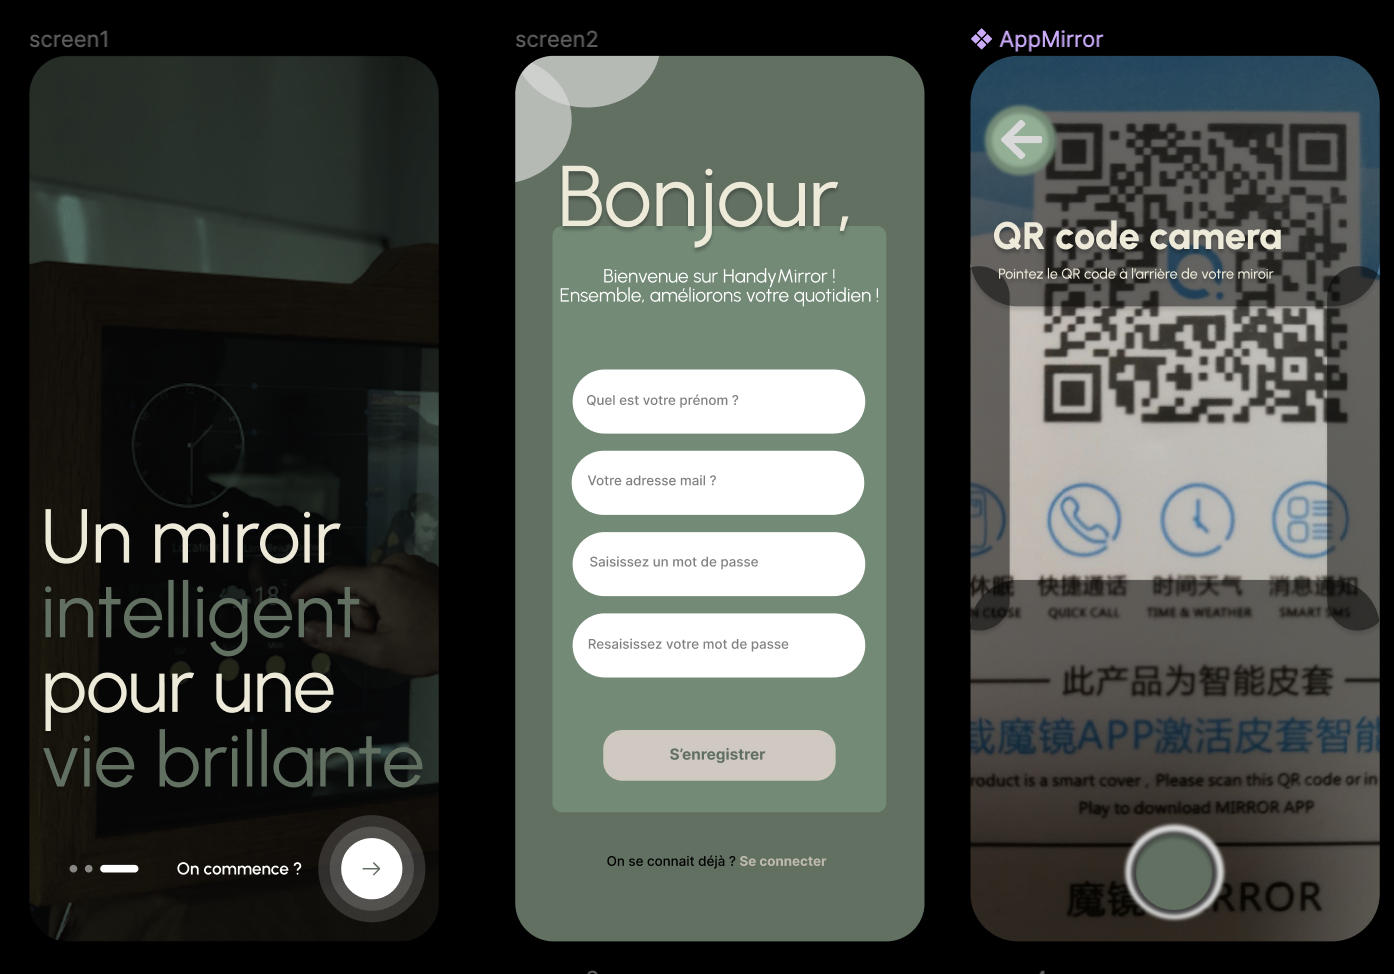 screen1
Un miroir
intelligent
pour une
vie brillante
On commence ?
screen2
Bonjour,
Bienvenue sur HandyMirror !
Ensemble, améliorons votre quotidien !
Quel est votre prénom ?
Votre adresse mail ?
Saisissez un mot de passe
Resaisissez votre mot de passe
S'enregistrer
On se connait déjà ? Se connecter
AppMirror
QR code camera
Pointez le QR code à l'arrière de votre miroir
休眠 快捷通话 时间天气 消息通知
N CLOSE QUICK CALL TIME & WEATHER SMART SMS
此产品为智能皮套
载魔镜APP激活皮套智能
roduct is a smart cover , Please scan this QR code or in
Play to download MIRROR APP
魔镜 RROR